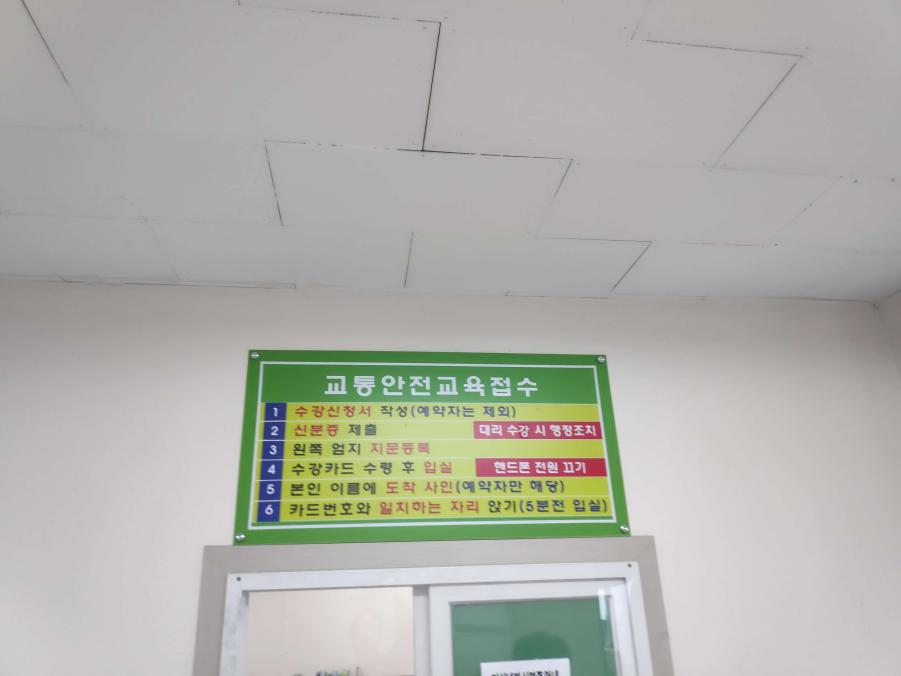 교통안전교육접수
1 수강신청서 작성(예약자는 제외)
2 신분증 제출 대리 수강 시 행정조치
3 왼쪽 엄지 지문등록
4 수강카드 수령 후 입실 핸드폰 전원 끄기
5 본인 이름에 도착 사인(예약자만 해당)
6 카드번호와 일치하는 자리 앉기(5분전 입실)